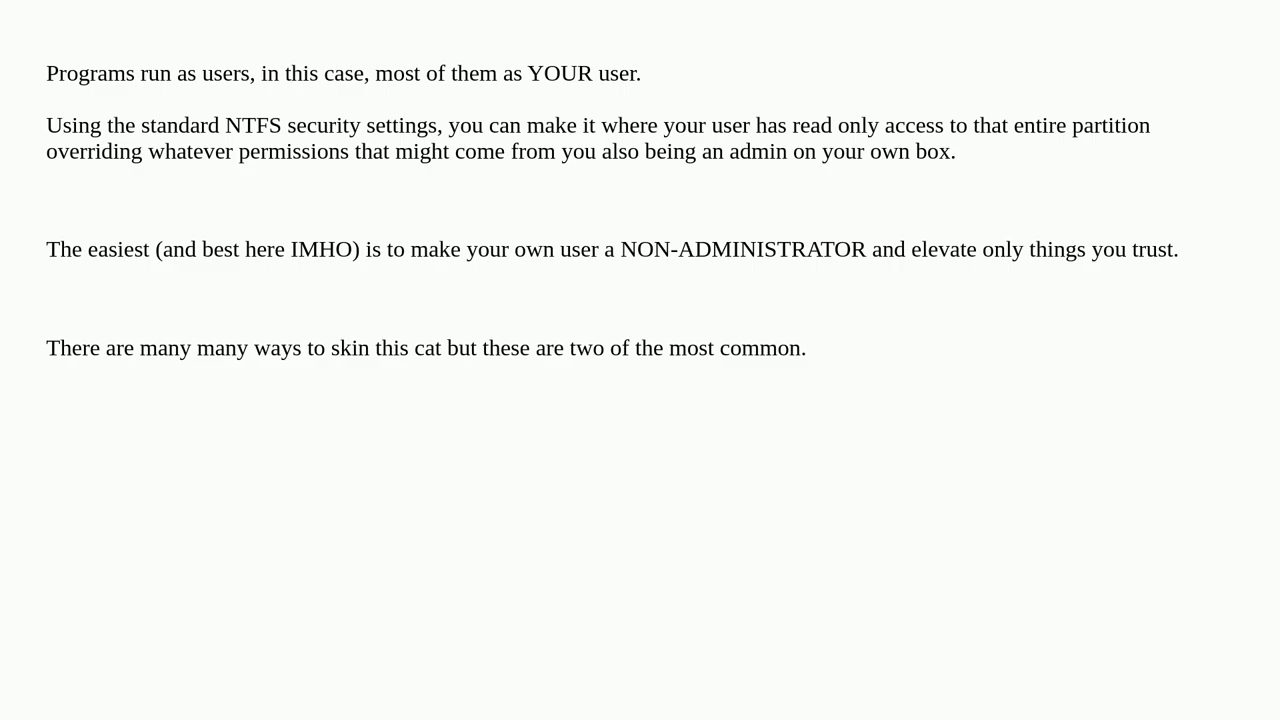 Programs run as users, in this case, most of them as YOUR user.
Using the standard NTFS security settings, you can make it where your user has read only access to that entire partition
overriding whatever permissions that might come from you also being an admin on your own box.
The easiest (and best here IMHO) is to make your own user a NON-ADMINISTRATOR and elevate only things you trust.
There are many many ways to skin this cat but these are two of the most common.